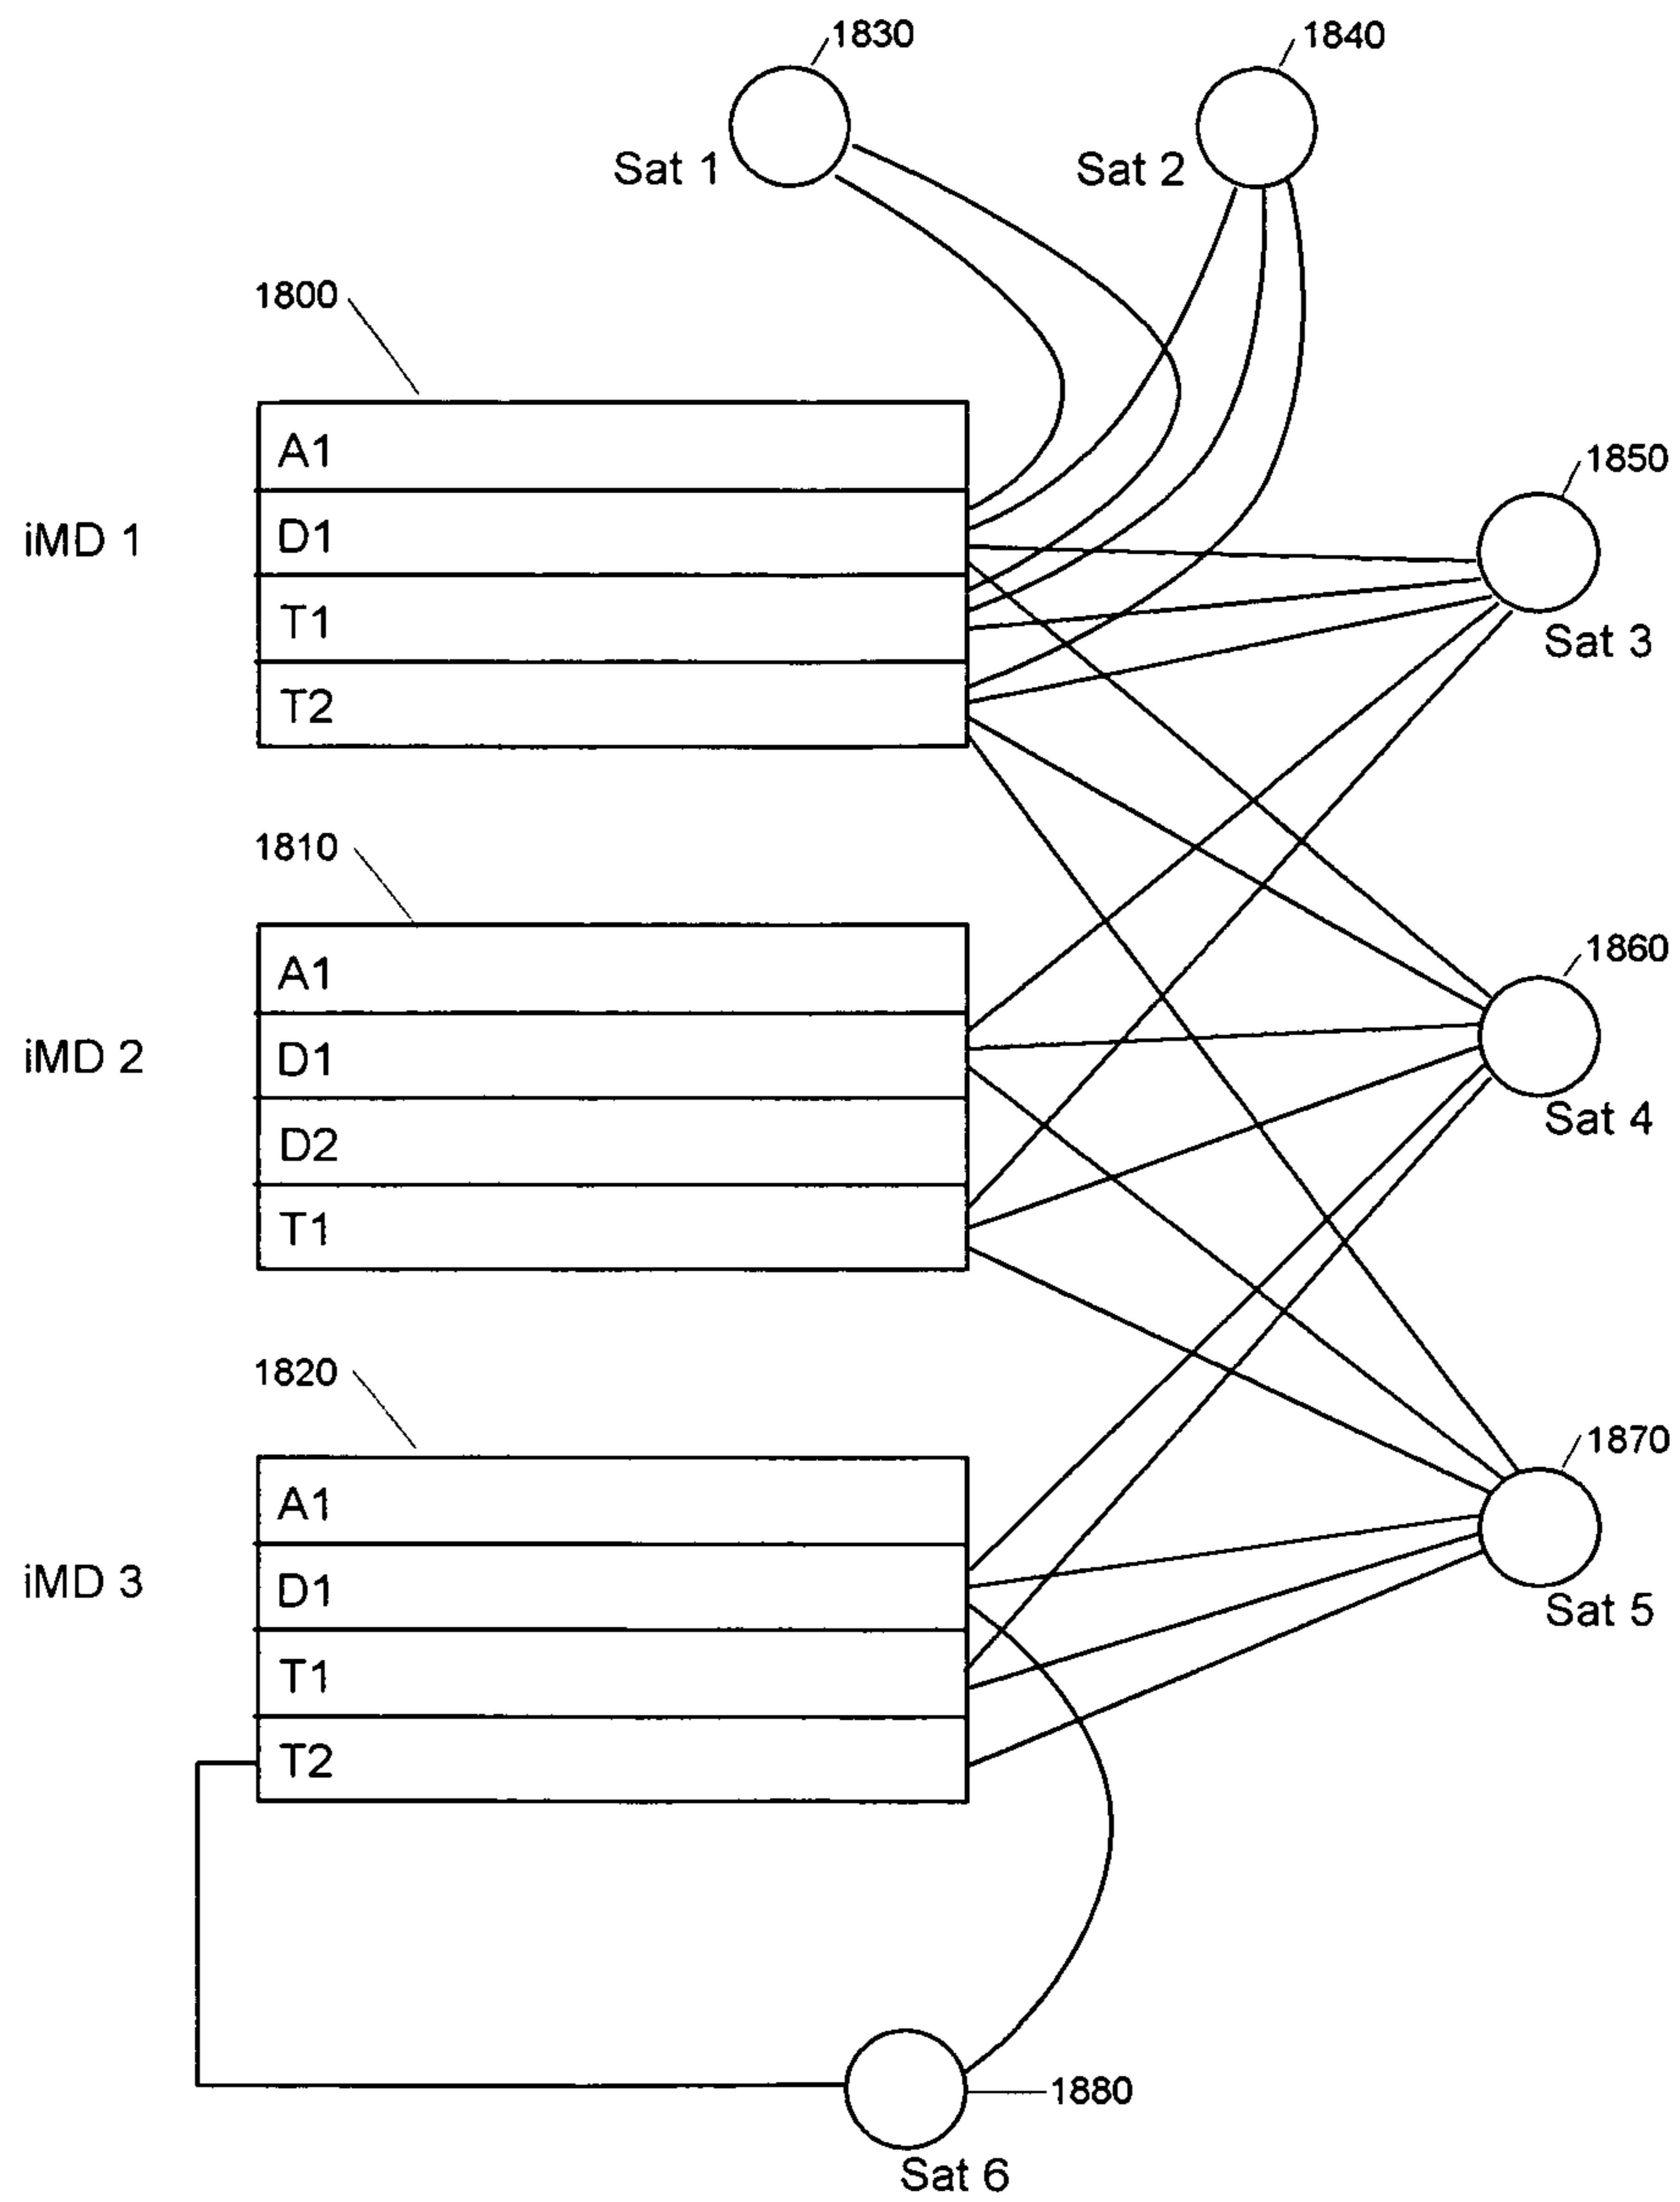 1830
1840
Sat 1
Sat 2
1800
A1
1850
iMD 1
D1
T1
Sat 3
T2
1810
1860
A1
iMD 2
D1
Sat 4
D2
T1
1820
1870
A1
iMD 3
D1
Sat 5
T1
T2
1880
Sat 6